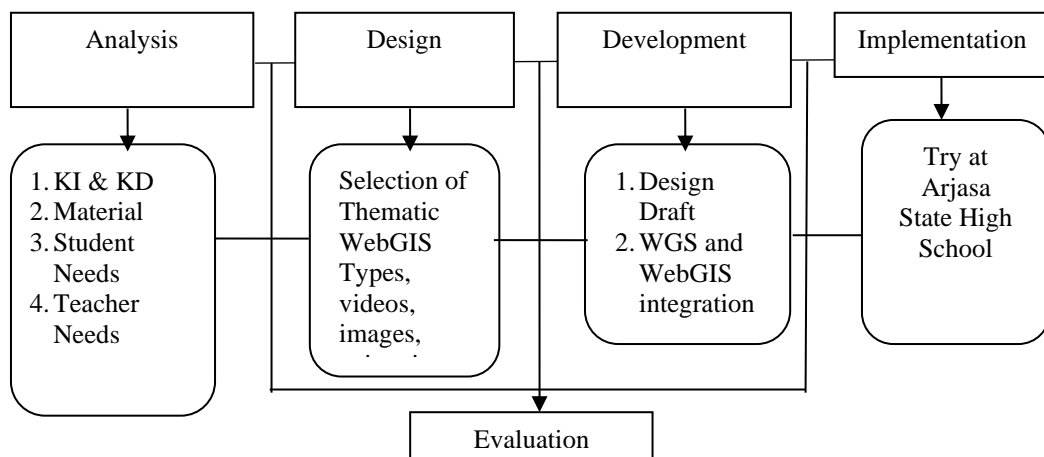 Analysis
Design
Development
Implementation
1. KI & KD
2. Material
3. Student
Needs
4. Teacher
Needs
Selection of
Thematic
WebGIS
Types,
videos,
images,
1. Design
Draft
2. WGS and
WebGIS
integration
Try at
Arjasa
State High
School
Evaluation